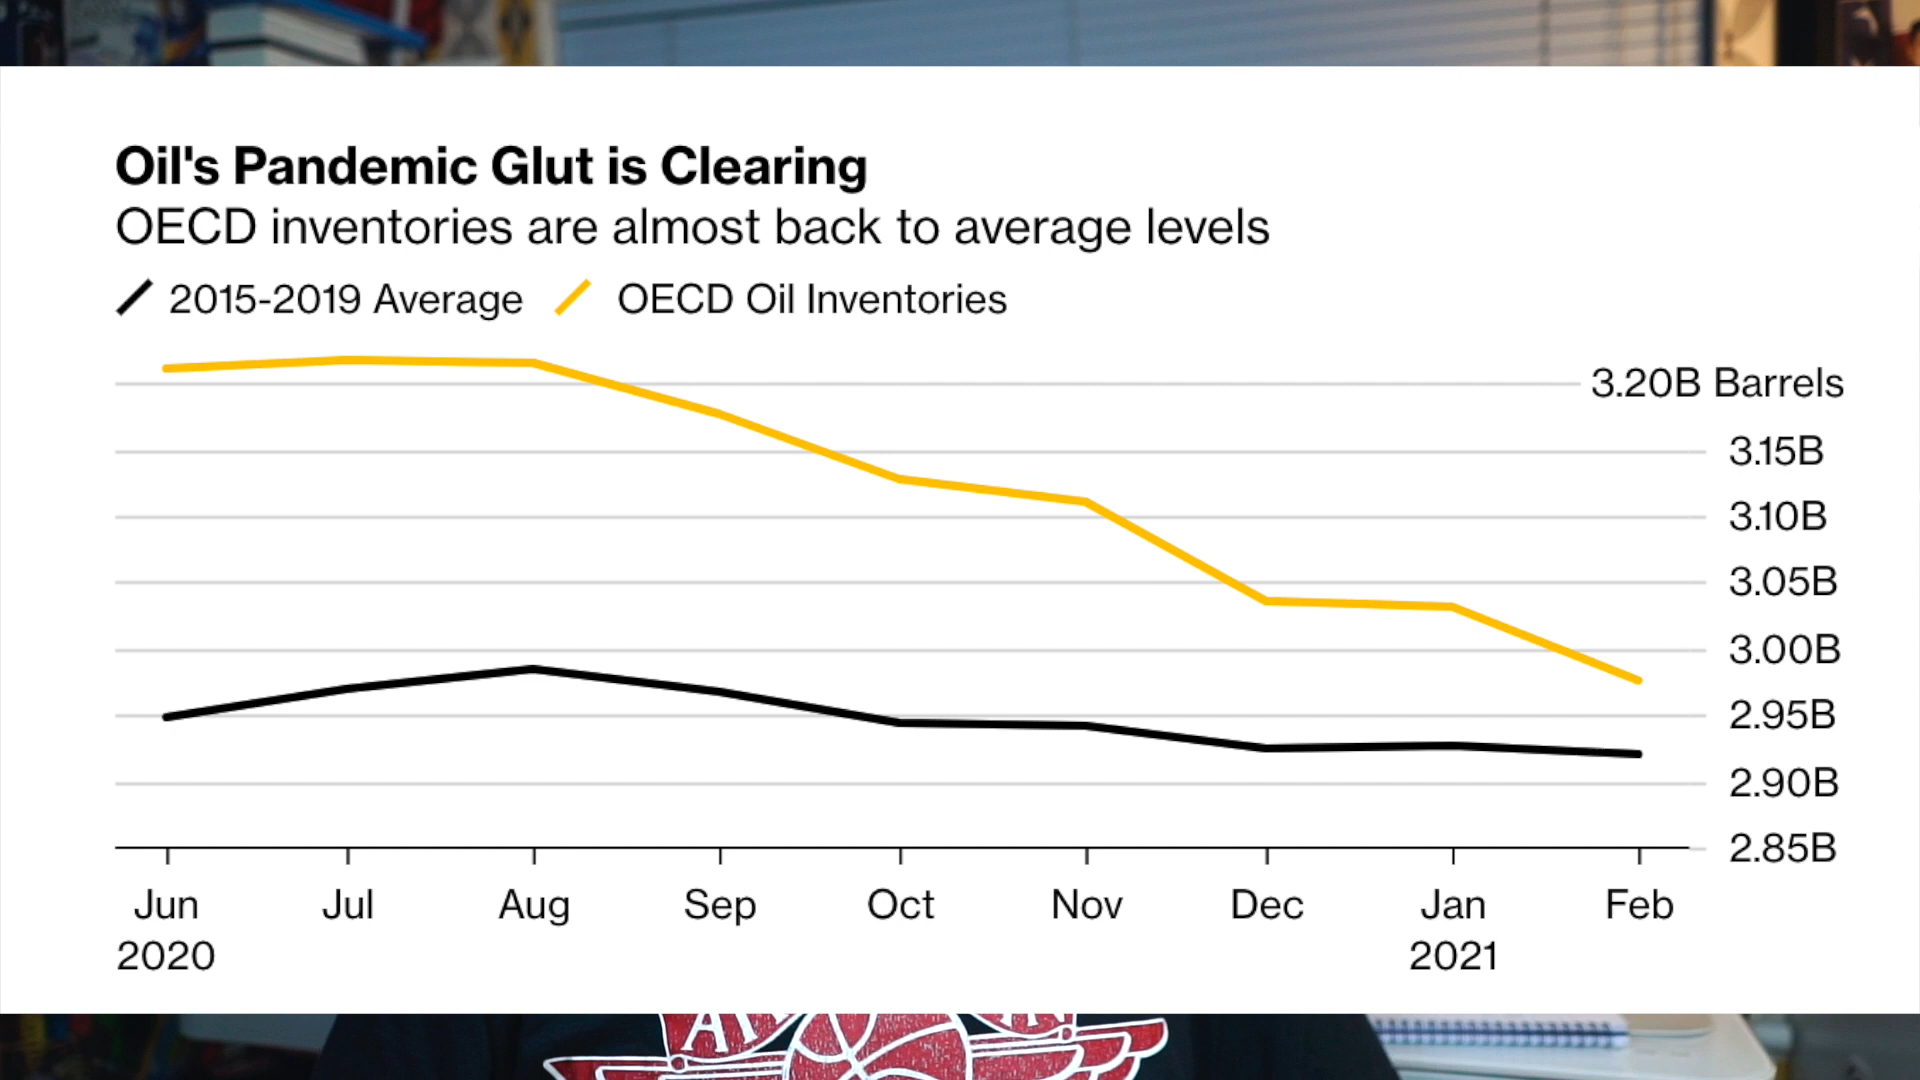 Oil's Pandemic Glut is Clearing
OECD inventories are almost back to average levels
2015-2019 Average OECD Oil Inventories
3.20B Barrels
3.15B
3.10B
3.05B
3.00B
2.95B
2.90B
2.85B
Jun Jul Aug Sep Oct Nov Dec Jan Feb
2020 2021